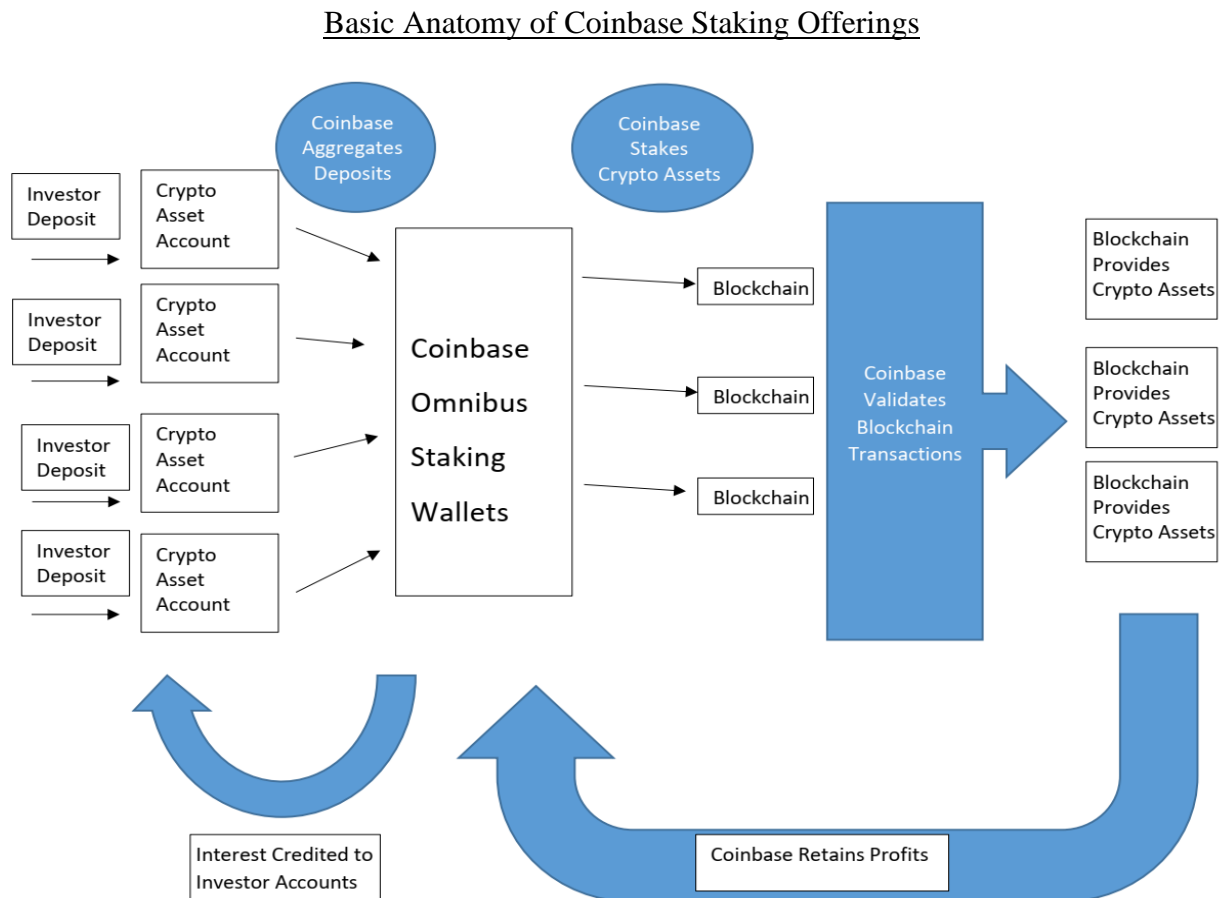 Basic Anatomy of Coinbase Staking Offerings
Coinbase
Aggregates
Deposits
Coinbase
Stakes
Crypto Assets
Investor
Deposit
Crypto
Asset
Account
Investor
Deposit
Crypto
Asset
Account
Investor
Deposit
Crypto
Asset
Account
Investor
Deposit
Crypto
Asset
Account
Coinbase
Omnibus
Staking
Wallets
Blockchain
Blockchain
Blockchain
Coinbase
Validates
Blockchain
Transactions
Blockchain
Provides
Crypto Assets
Blockchain
Provides
Crypto Assets
Blockchain
Provides
Crypto Assets
Interest Credited to
Investor Accounts
Coinbase Retains Profits